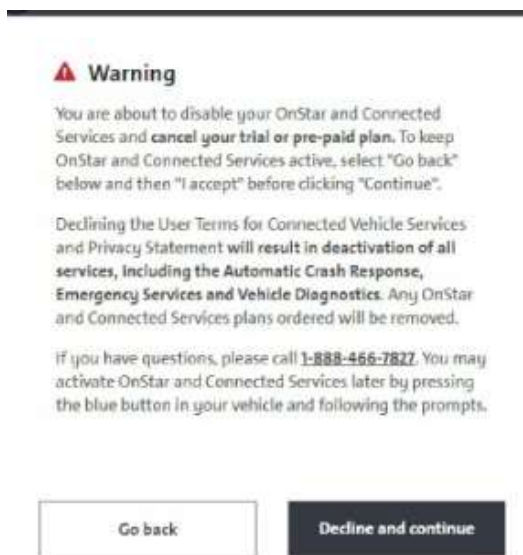 Warning
You are about to disable your OnStar and Connected
Services and cancel your trial or pre-paid plan. To keep
OnStar and Connected Services active, select "Go back"
below and then "I accept" before clicking "Continue".
Declining the User Terms for Connected Vehicle Services
and Privacy Statement will result in deactivation of all
services, including the Automatic Crash Response,
Emergency Services and Vehicle Diagnostics. Any OnStar
and Connected Services plans ordered will be removed.
If you have questions, please call 1-888-466-7827. You may
activate OnStar and Connected Services later by pressing
the blue button in your vehicle and following the prompts.
Go back
Decline and continue